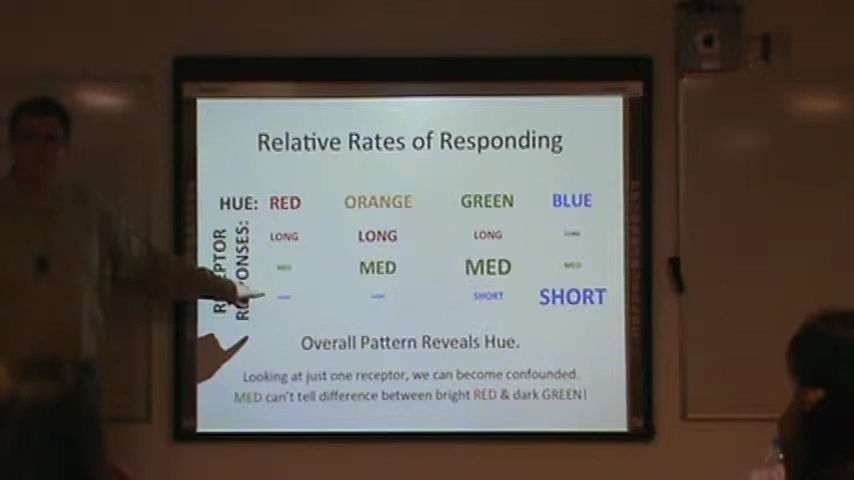 Relative Rates of Responding
HUE: RED ORANGE GREEN BLUE
RECEPTOR RESPONSES:
LONG LONG LONG LONG
MED MED MED MED
SHORT SHORT
Overall Pattern Reveals Hue.
Looking at just one receptor, we can become confounded.
MED can't tell difference between bright RED & dark GREEN!